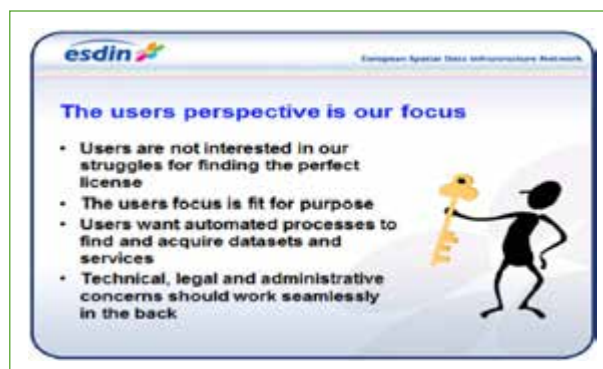 esdin
European Spatial Data Infrastructure Network
The users perspective is our focus
• Users are not interested in our
struggles for finding the perfect
license
• The users focus is fit for purpose
• Users want automated processes to
find and acquire datasets and
services
• Technical, legal and administrative
concerns should work seamlessly
in the back